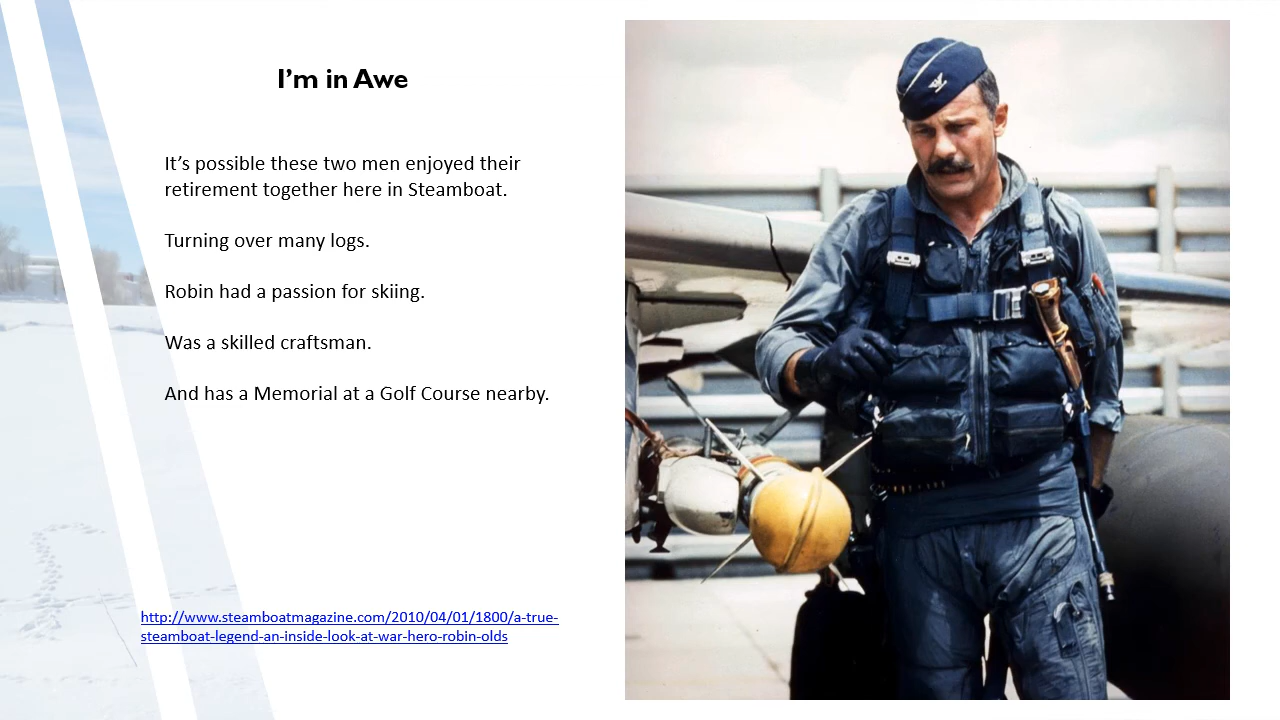 I’m in Awe
It’s possible these two men enjoyed their
retirement together here in Steamboat.
Turning over many logs.
Robin had a passion for skiing.
Was a skilled craftsman.
And has a Memorial at a Golf Course nearby.
http://www.steamboatmagazine.com/2010/04/01/1800/a-true-
steamboat-legend-an-inside-look-at-war-hero-robin-olds